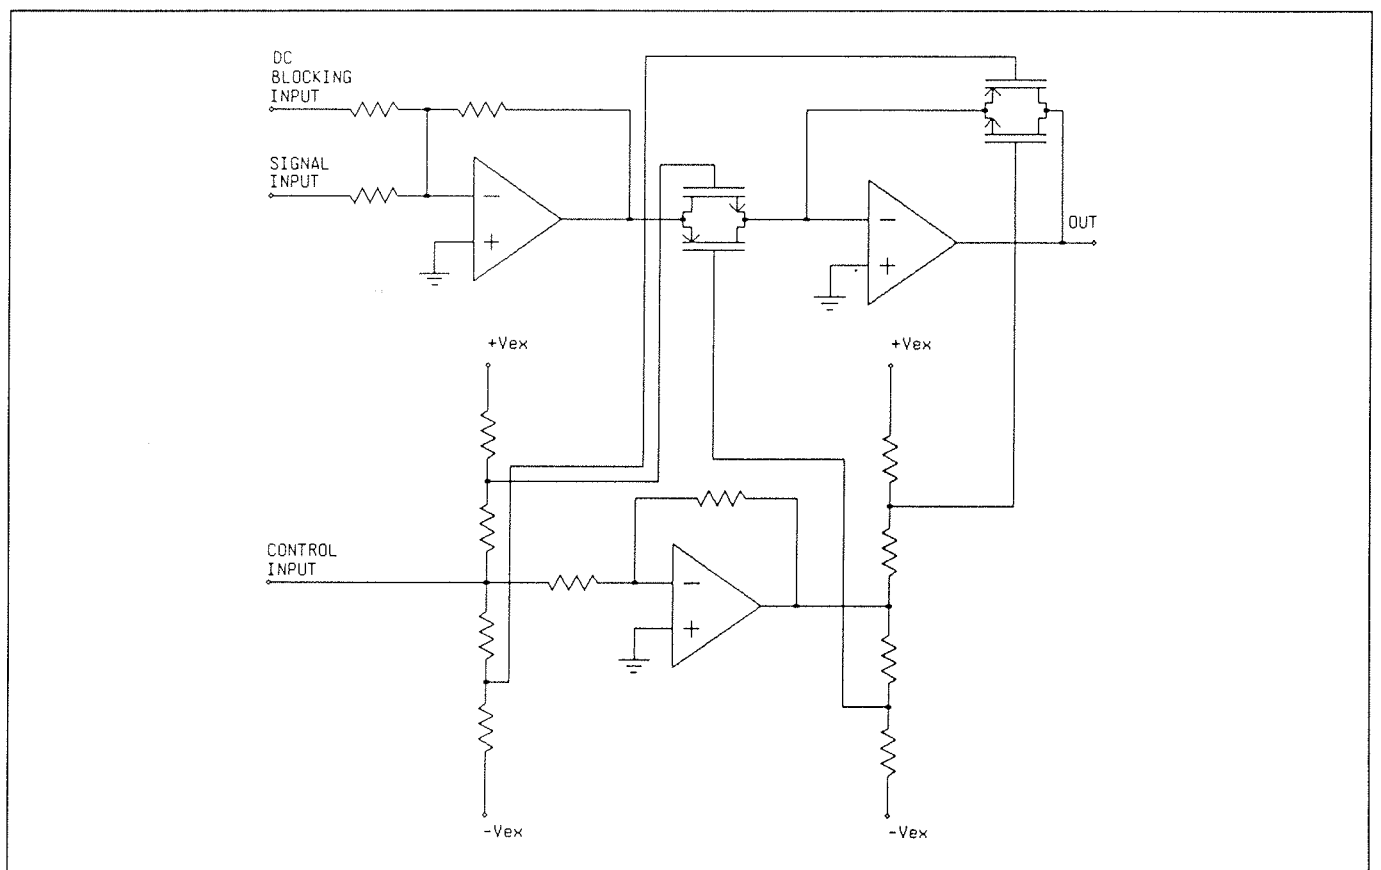 DC
BLOCKING
INPUT
SIGNAL
INPUT
OUT
+Vex
+Vex
CONTROL
INPUT
-Vex
-Vex